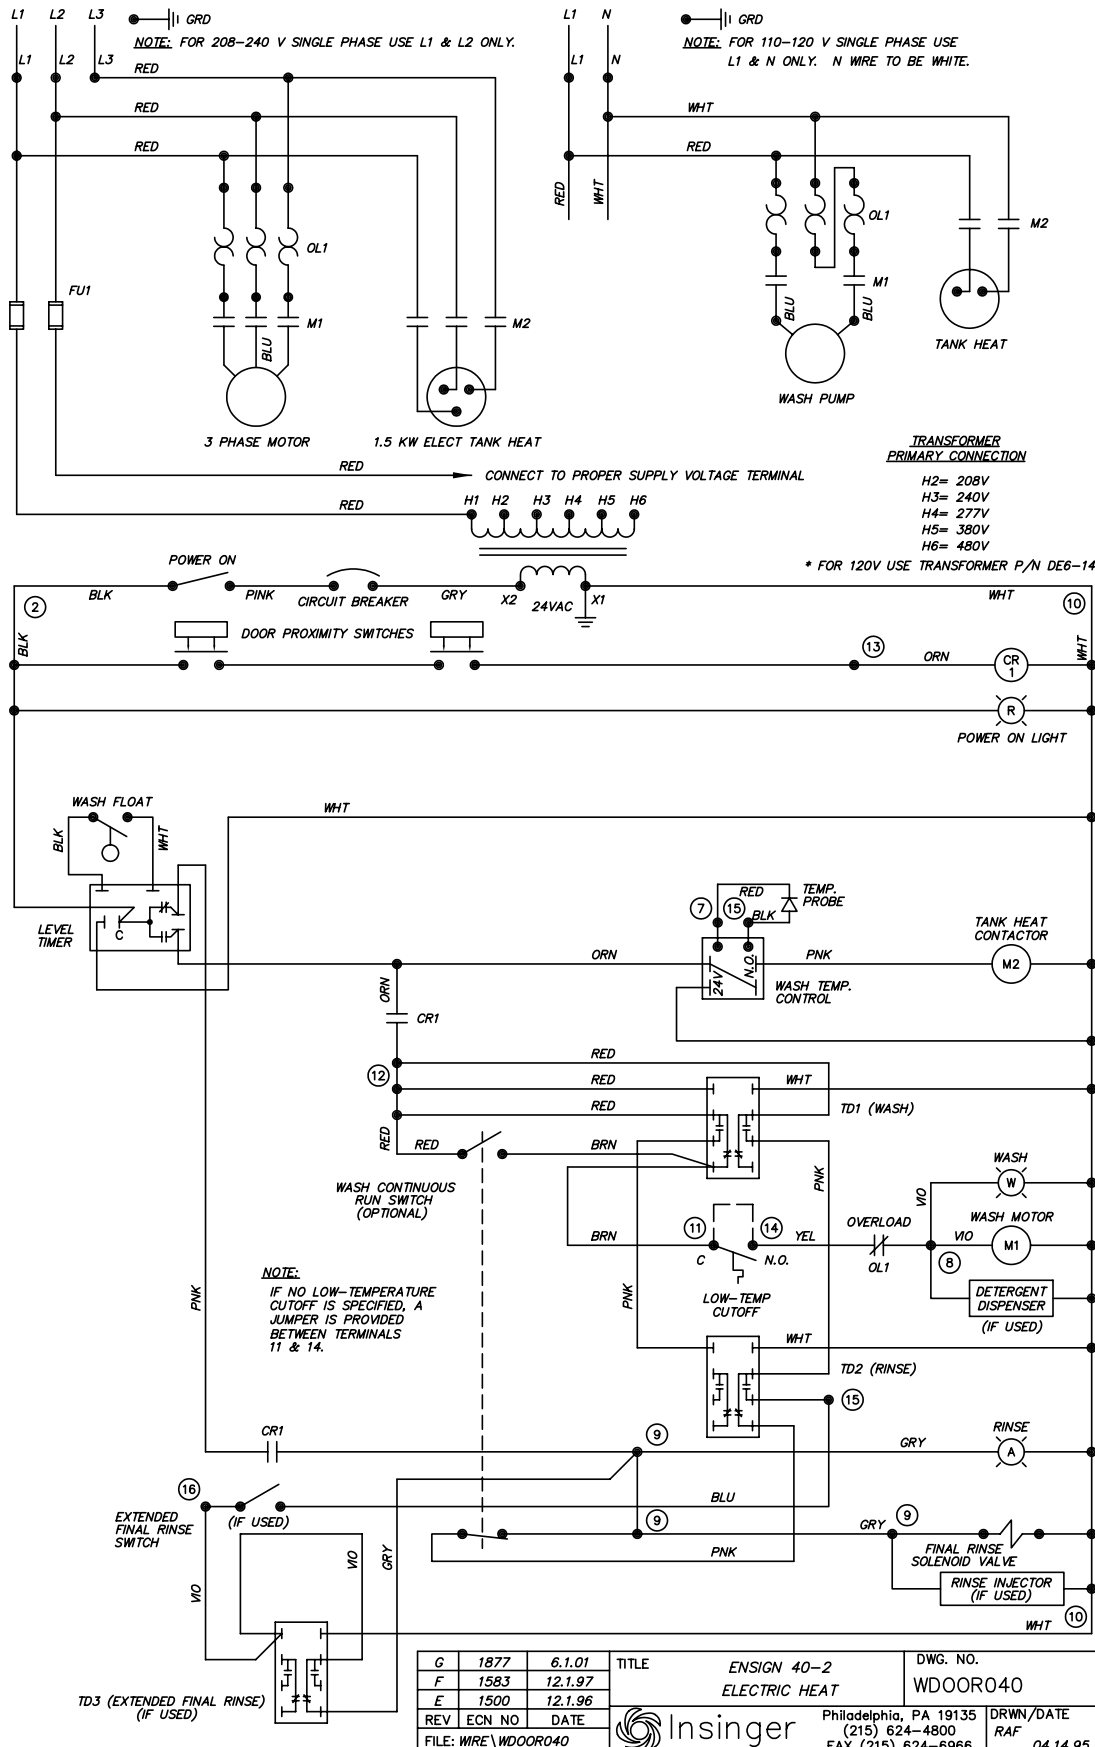 L1 L2 L3 GRD
NOTE: FOR 208-240 V SINGLE PHASE USE L1 & L2 ONLY.
L1 L2 L3
RED
RED
RED
OL1
FU1
M1
BLU
M2
3 PHASE MOTOR
1.5 KW ELECT TANK HEAT
L1 N GRD
NOTE: FOR 110-120 V SINGLE PHASE USE
L1 & N ONLY. N WIRE TO BE WHITE.
L1 N
WHT
RED
RED
WHT
OL1
M2
M1
BLU
BLU
TANK HEAT
WASH PUMP
RED
CONNECT TO PROPER SUPPLY VOLTAGE TERMINAL
RED
H1 H2 H3 H4 H5 H6
TRANSFORMER
PRIMARY CONNECTION
H2= 208V
H3= 240V
H4= 277V
H5= 380V
H6= 480V
* FOR 120V USE TRANSFORMER P/N DE6-14
POWER ON
BLK
PINK
CIRCUIT BREAKER
GRY
X2
24VAC
X1
WHT
2
10
BLK
DOOR PROXIMITY SWITCHES
13
ORN
CR
1
WHT
R
POWER ON LIGHT
WASH FLOAT
WHT
BLK
WHT
LEVEL
TIMER
C
7
15
RED
BLK
TEMP.
PROBE
ORN
24V
N.O.
PNK
WASH TEMP.
CONTROL
TANK HEAT
CONTACTOR
M2
ORN
CR1
12
RED
RED
RED
WHT
TD1 (WASH)
RED
RED
BRN
PNK
WASH CONTINUOUS
RUN SWITCH
(OPTIONAL)
WASH
W
VIO
BRN
11
14
C
N.O.
YEL
OVERLOAD
OL1
VIO
8
WASH MOTOR
M1
LOW-TEMP
CUTOFF
DETERGENT
DISPENSER
(IF USED)
PNK
PNK
NOTE:
IF NO LOW-TEMPERATURE
CUTOFF IS SPECIFIED, A
JUMPER IS PROVIDED
BETWEEN TERMINALS
11 & 14.
WHT
TD2 (RINSE)
15
CR1
9
GRY
RINSE
A
16
EXTENDED
FINAL RINSE
SWITCH
(IF USED)
BLU
9
PNK
GRY
9
FINAL RINSE
SOLENOID VALVE
RINSE INJECTOR
(IF USED)
10
VIO
VIO
GRY
WHT
TD3 (EXTENDED FINAL RINSE)
(IF USED)
G 1877 6.1.01
F 1583 12.1.97
E 1500 12.1.96
REV ECN NO DATE
FILE: WIRE\WDOOR040
TITLE
ENSIGN 40-2
ELECTRIC HEAT
DWG. NO.
WDOOR040
Insinger
Philadelphia, PA 19135
(215) 624-4800
FAX (215) 624-6966
DRWN/DATE
RAF
04.14.95